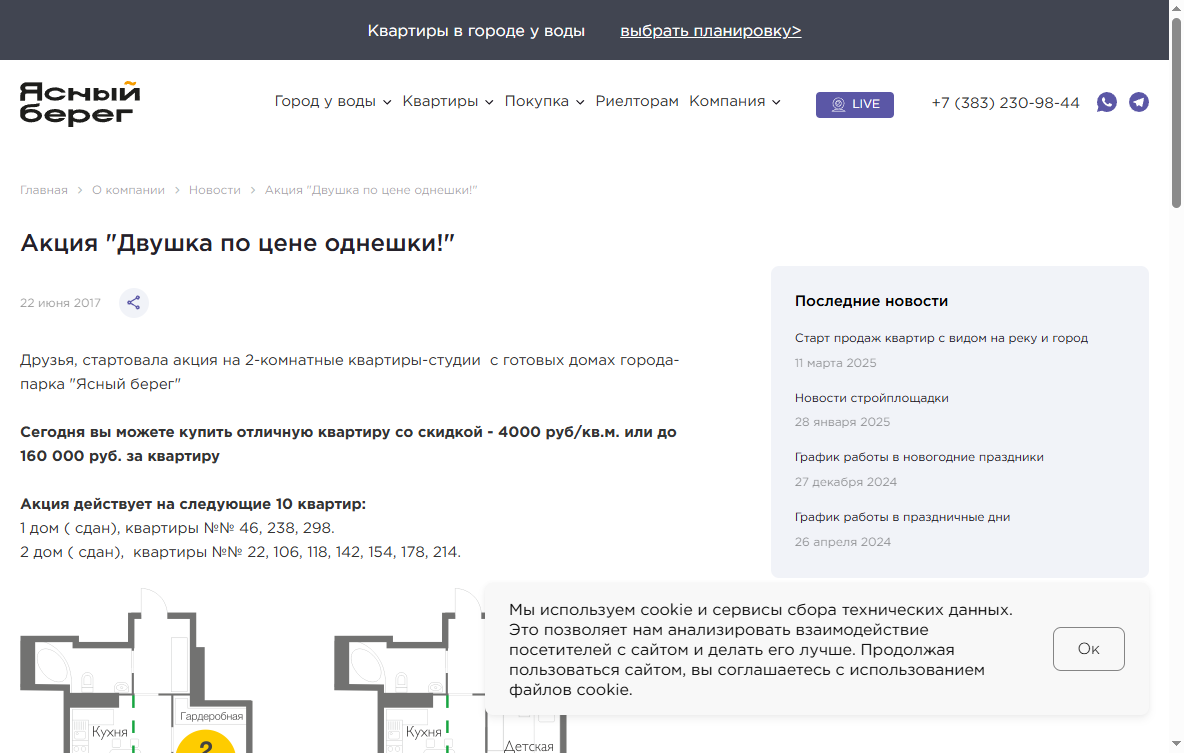 Квартиры в городе у воды выбрать планировку>
Ясный
берег
Город у воды Квартиры Покупка Риелторам Компания
LIVE
+7 (383) 230-98-44
Главная > О компании > Новости > Акция "Двушка по цене однешки!"
Акция "Двушка по цене однешки!"
22 июня 2017
Друзья, стартовала акция на 2-комнатные квартиры-студии  с готовых домах города-
парка "Ясный берег"
Сегодня вы можете купить отличную квартиру со скидкой - 4000 руб/кв.м. или до
160 000 руб. за квартиру
Акция действует на следующие 10 квартир:
1 дом ( сдан), квартиры №№ 46, 238, 298.
2 дом ( сдан),  квартиры №№ 22, 106, 118, 142, 154, 178, 214.
Последние новости
Старт продаж квартир с видом на реку и город
11 марта 2025
Новости стройплощадки
28 января 2025
График работы в новогодние праздники
27 декабря 2024
График работы в праздничные дни
26 апреля 2024
Гардеробная
Кухня
2
Кухня
Детская
Мы используем cookie и сервисы сбора технических данных.
Это позволяет нам анализировать взаимодействие
посетителей с сайтом и делать его лучше. Продолжая
пользоваться сайтом, вы соглашаетесь с использованием
файлов cookie.
Ок